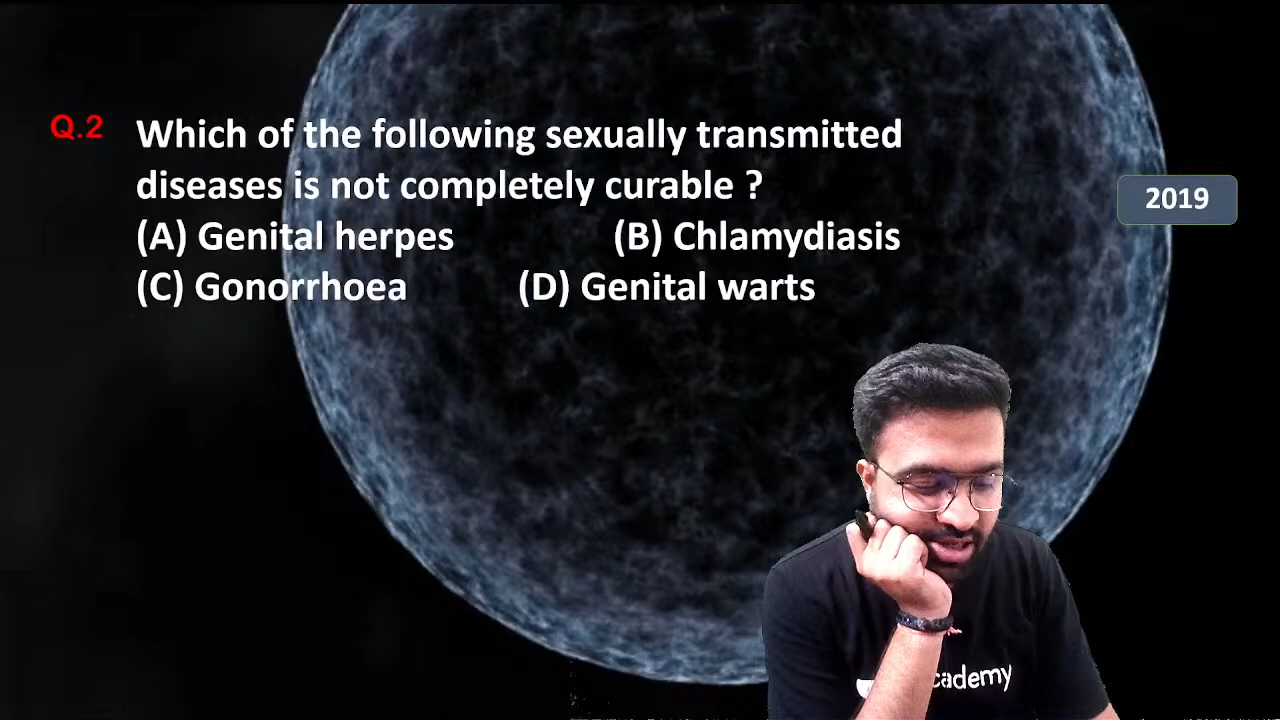 Q.2 Which of the following sexually transmitted
diseases is not completely curable ?
2019
(A) Genital herpes (B) Chlamydiasis
(C) Gonorrhoea (D) Genital warts
cademy